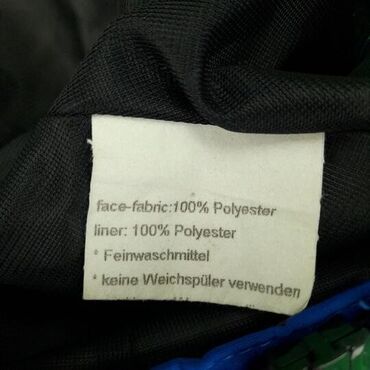 face-fabric:100% Polyester
liner: 100% Polyester
* Feinwaschmittel
* keine Weichspüler verwenden